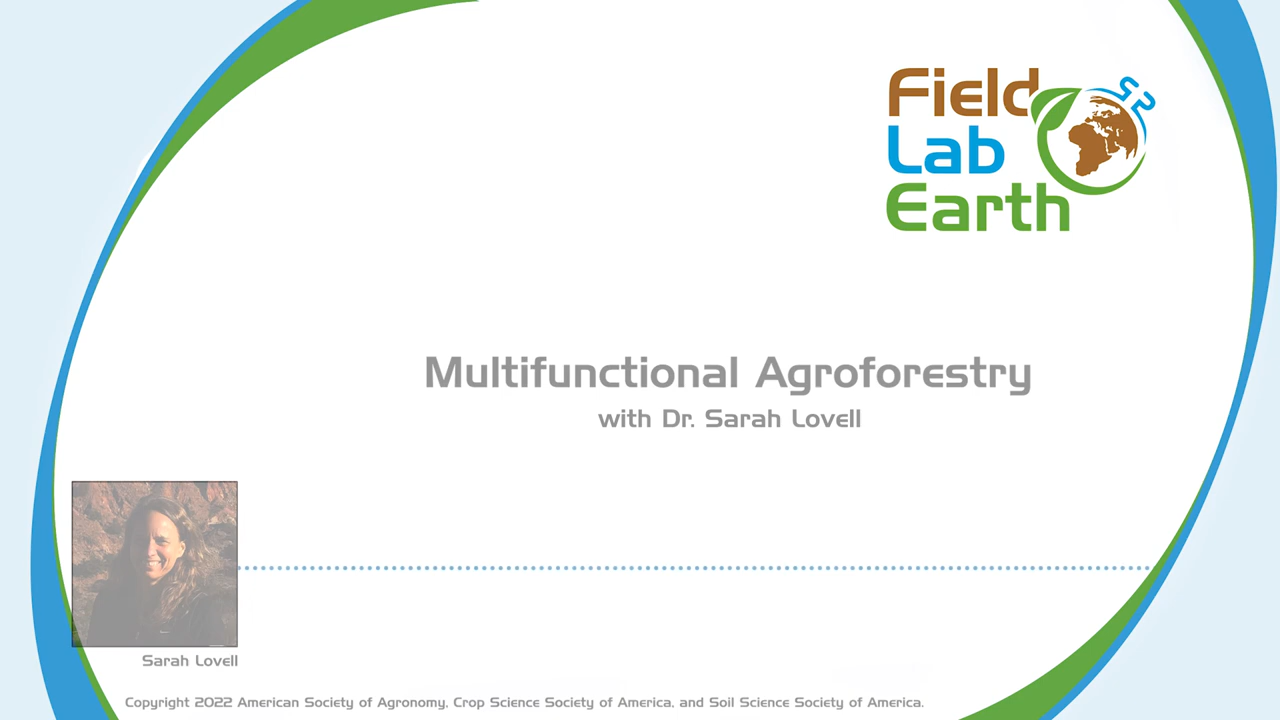 Field
Lab
Earth
Multifunctional Agroforestry
with Dr. Sarah Lovell
Sarah Lovell
Copyright 2022 American Society of Agronomy, Crop Science Society of America, and Soil Science Society of America.